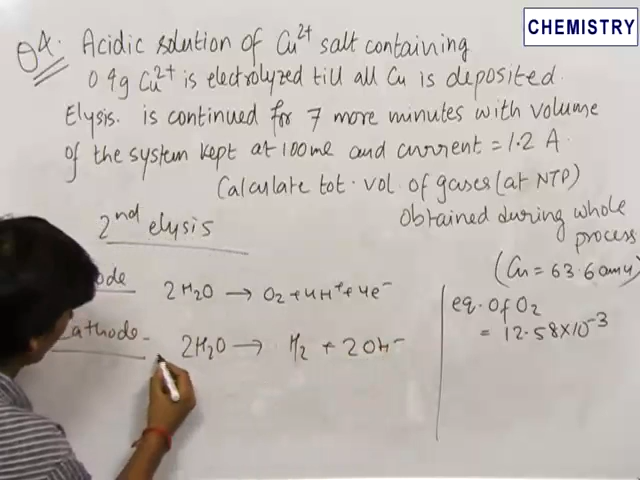 CHEMISTRY
Q4. Acidic solution of Cu²⁺ salt containing
0.4g Cu²⁺ is electrolyzed till all Cu is deposited.
Elysis. is continued for 7 more minutes with volume
of the system kept at 100ml and current = 1.2 A.
Calculate tot. vol. of gases (at NTP)
obtained during whole
process
(Cu = 63.6 amu)
2nd elysis
ode
2H₂O → O₂ + 4H⁺ + 4e⁻
Cathode-
2H₂O → H₂ + 2OH⁻
eq. of O₂
= 12.58×10⁻³